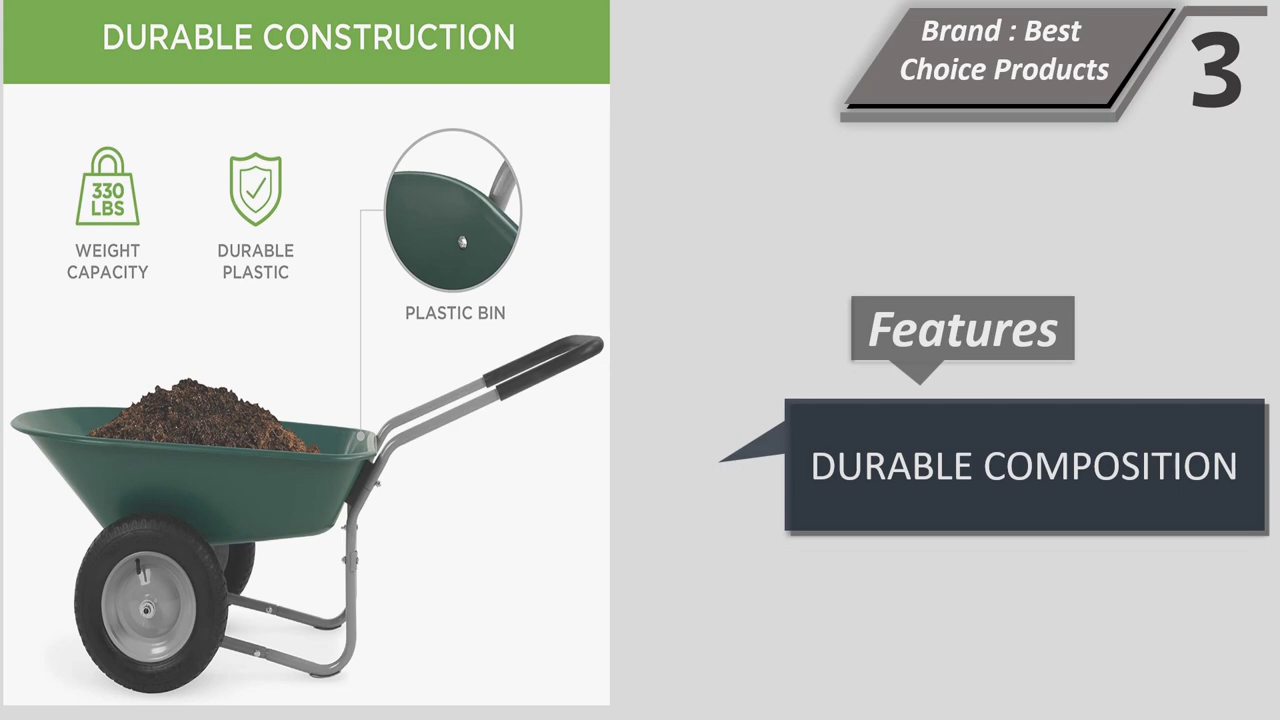 DURABLE CONSTRUCTION
330
LBS
WEIGHT
CAPACITY
DURABLE
PLASTIC
PLASTIC BIN
Brand : Best
Choice Products
3
Features
DURABLE COMPOSITION